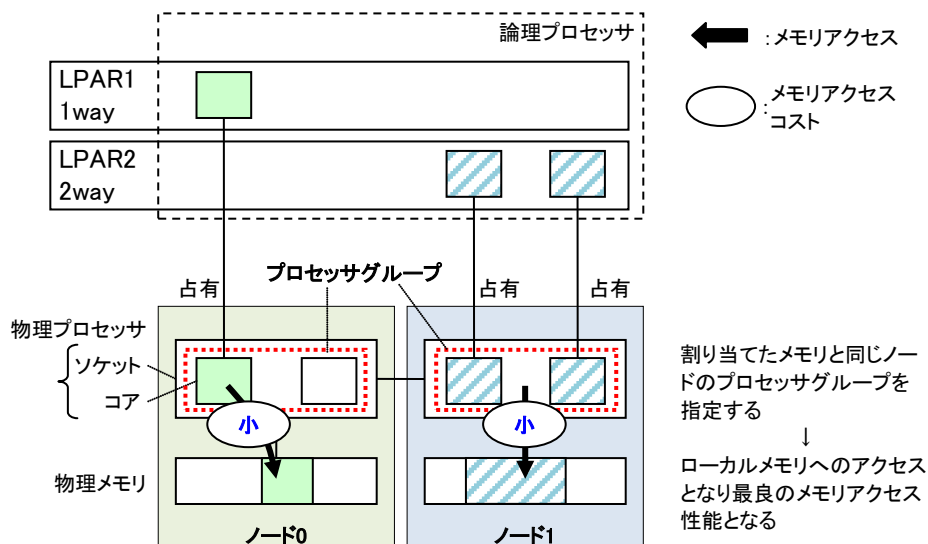 論理プロセッサ
LPAR1
1way
LPAR2
2way
:メモリアクセス
:メモリアクセス
コスト
占有
プロセッサグループ
占有
占有
物理プロセッサ
ソケット
コア
小
小
物理メモリ
ノード0
ノード1
割り当てたメモリと同じノー
ドのプロセッサグループを
指定する
↓
ローカルメモリへのアクセス
となり最良のメモリアクセス
性能となる